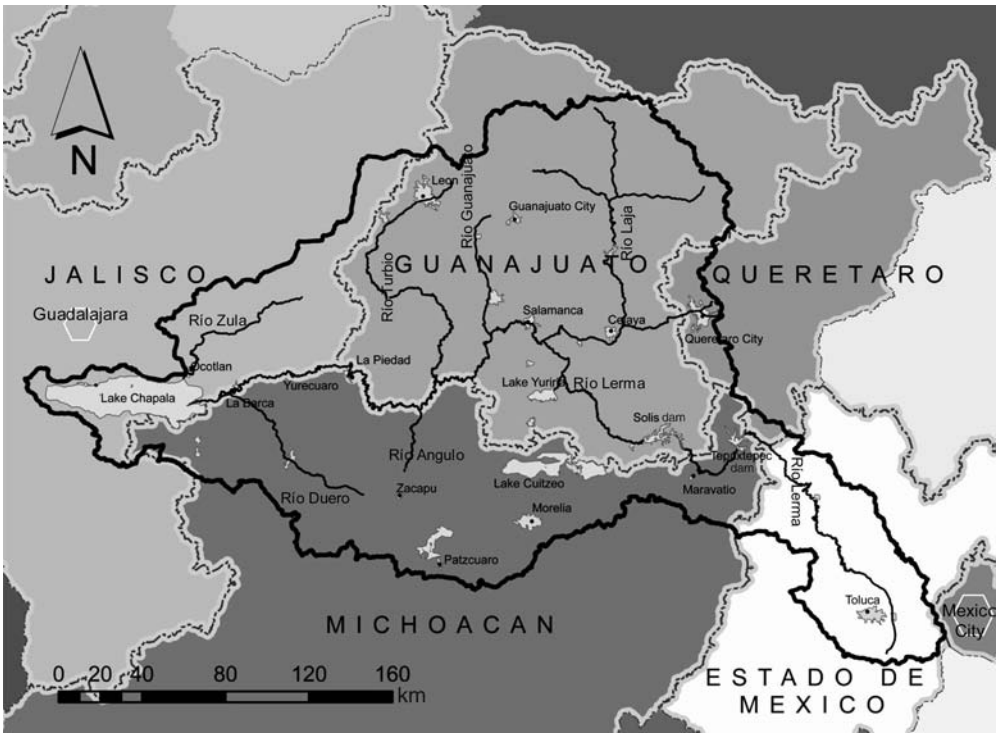 N
Leon
Río Guanajuato
Guanajuato City
Río Laja
JALISCO
GUANAJUATO
QUERETARO
Río Turbio
Guadalajara
Río Zula
Salamanca
Celaya
Queretaro City
Ocotlan
La Piedad
Yurecuaro
Lake Yuriria
Río Lerma
Lake Chapala
La Barca
Solis dam
Río Angulo
Tepuxtepec
dam
Río Lerma
Río Duero
Zacapu
Lake Cuitzeo
Maravatio
Morelia
Patzcuaro
Toluca
Mexico
City
MICHOACAN
0 20 40 80 120 160
km
ESTADO DE
MEXICO